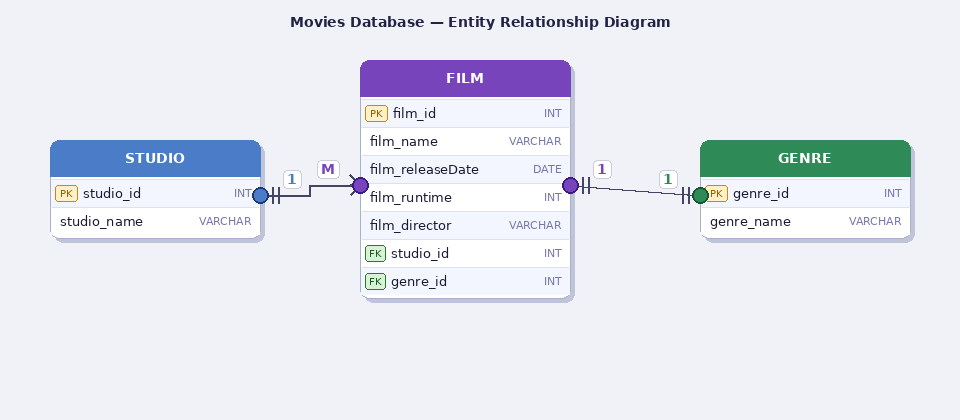 Movies Database — Entity Relationship Diagram
STUDIO
PK studio_id INT
studio_name VARCHAR
1
M
FILM
PK film_id INT
film_name VARCHAR
film_releaseDate DATE
film_runtime INT
film_director VARCHAR
FK studio_id INT
FK genre_id INT
1
1
GENRE
PK genre_id INT
genre_name VARCHAR